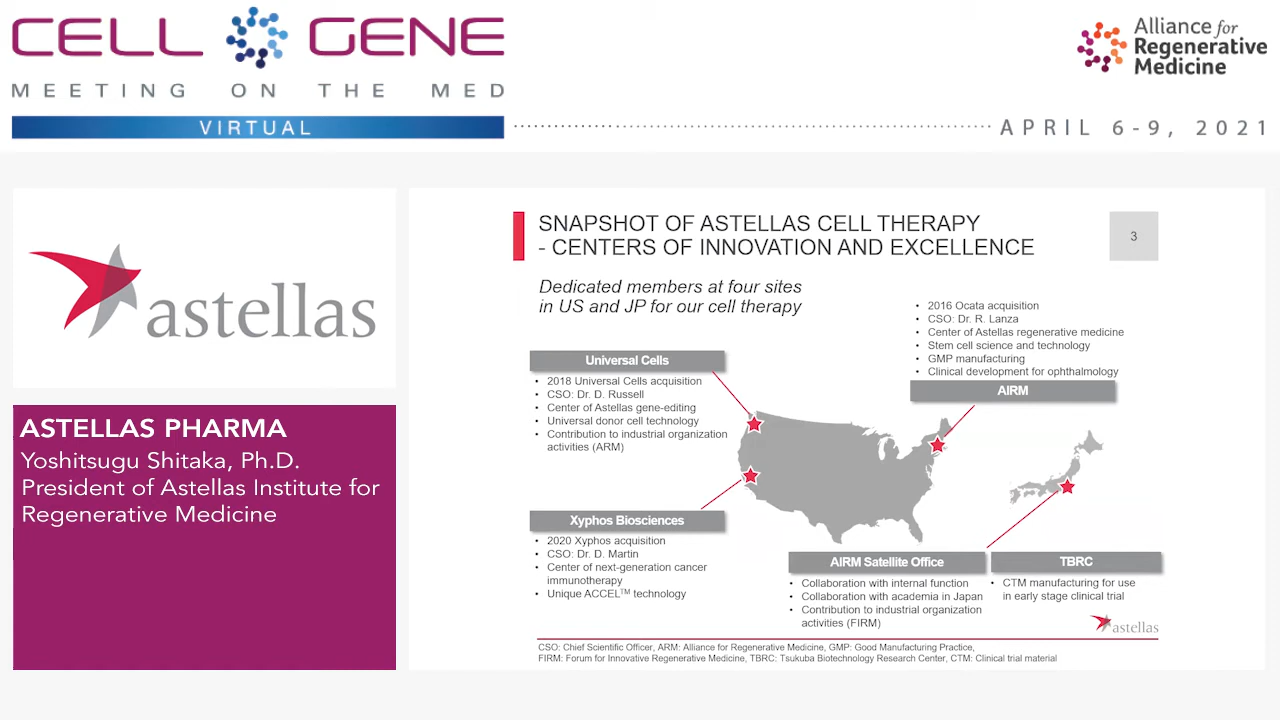 CELL GENE
MEETING ON THE MED
VIRTUAL
Alliance for
Regenerative
Medicine
APRIL 6-9, 2021
astellas
ASTELLAS PHARMA
Yoshitsugu Shitaka, Ph.D.
President of Astellas Institute for
Regenerative Medicine
SNAPSHOT OF ASTELLAS CELL THERAPY
- CENTERS OF INNOVATION AND EXCELLENCE
3
Dedicated members at four sites
in US and JP for our cell therapy
• 2016 Ocata acquisition
• CSO: Dr. R. Lanza
• Center of Astellas regenerative medicine
• Stem cell science and technology
• GMP manufacturing
• Clinical development for ophthalmology
AIRM
Universal Cells
• 2018 Universal Cells acquisition
• CSO: Dr. D. Russell
• Center of Astellas gene-editing
• Universal donor cell technology
• Contribution to industrial organization
activities (ARM)
Xyphos Biosciences
• 2020 Xyphos acquisition
• CSO: Dr. D. Martin
• Center of next-generation cancer
immunotherapy
• Unique ACCEL™ technology
AIRM Satellite Office
• Collaboration with internal function
• Collaboration with academia in Japan
• Contribution to industrial organization
activities (FIRM)
TBRC
• CTM manufacturing for use
in early stage clinical trial
astellas
CSO: Chief Scientific Officer, ARM: Alliance for Regenerative Medicine, GMP: Good Manufacturing Practice,
FIRM: Forum for Innovative Regenerative Medicine, TBRC: Tsukuba Biotechnology Research Center, CTM: Clinical trial material